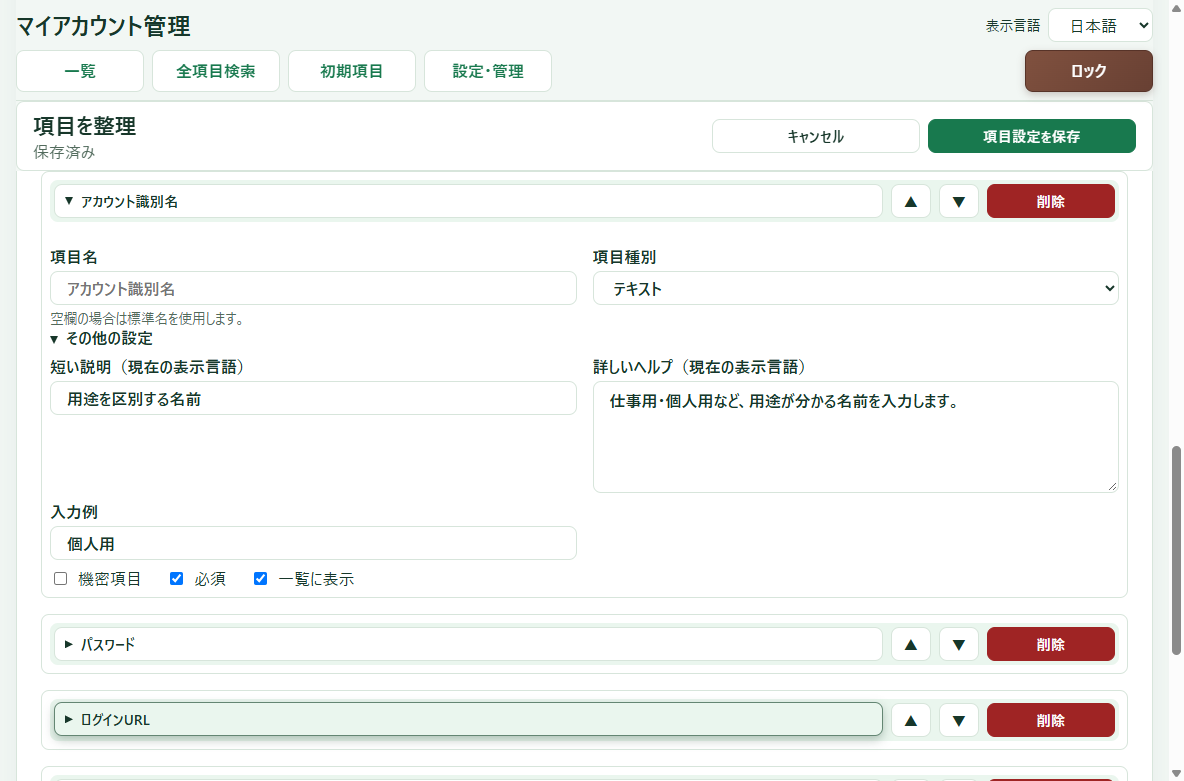 マイアカウント管理
表示言語 日本語
一覧 全項目検索 初期項目 設定・管理 ロック
項目を整理
保存済み
キャンセル 項目設定を保存
▼ アカウント識別名 ▲ ▼ 削除
項目名 項目種別
アカウント識別名 テキスト
空欄の場合は標準名を使用します。
▼ その他の設定
短い説明（現在の表示言語） 詳しいヘルプ（現在の表示言語）
用途を区別する名前 仕事用・個人用など、用途が分かる名前を入力します。
入力例
個人用
機密項目 必須 一覧に表示
▶ パスワード ▲ ▼ 削除
▶ ログインURL ▲ ▼ 削除